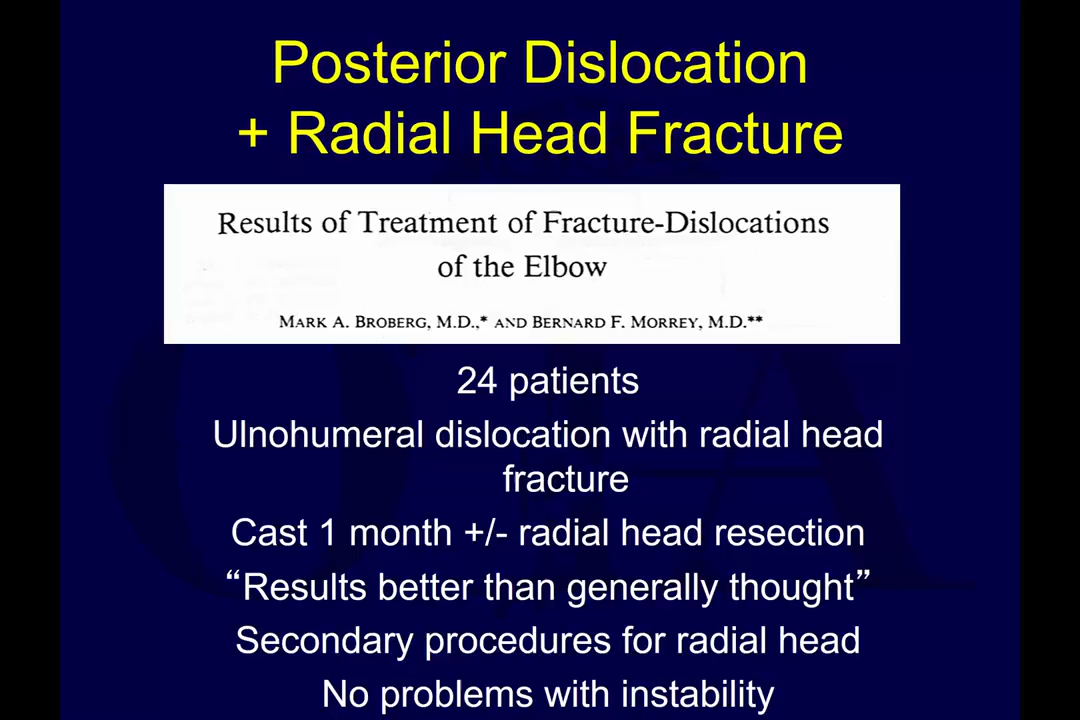 Posterior Dislocation
+ Radial Head Fracture
Results of Treatment of Fracture-Dislocations
of the Elbow
MARK A. BROBERG, M.D.,* AND BERNARD F. MORREY, M.D.**
24 patients
Ulnohumeral dislocation with radial head
fracture
Cast 1 month +/- radial head resection
“Results better than generally thought”
Secondary procedures for radial head
No problems with instability
OTA